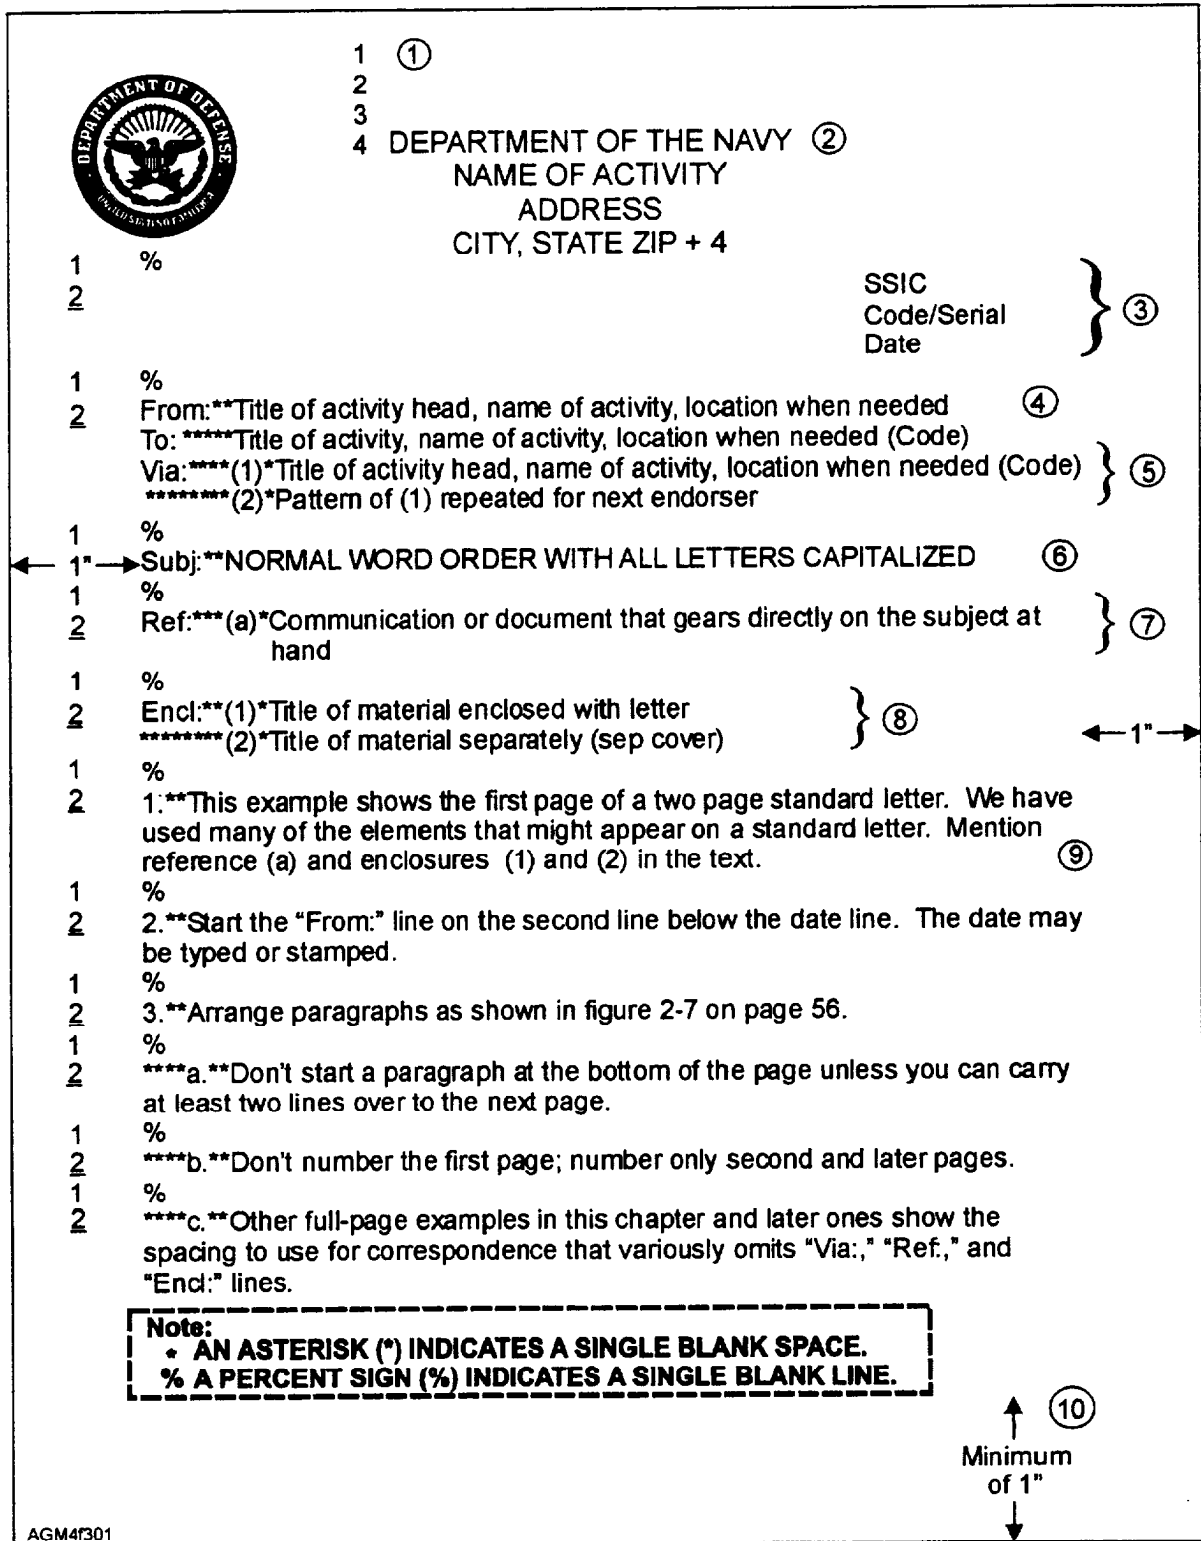 1 ①
2
3
4 DEPARTMENT OF THE NAVY ②
DEPARTMENT OF DEFENSE
UNITED STATES OF AMERICA
NAME OF ACTIVITY
ADDRESS
CITY, STATE ZIP + 4
1 %
2 SSIC
Code/Serial ③
Date
1 %
2 From:**Title of activity head, name of activity, location when needed ④
To: *****Title of activity, name of activity, location when needed (Code)
Via:****(1)*Title of activity head, name of activity, location when needed (Code) ⑤
********(2)*Pattern of (1) repeated for next endorser
1 %
1" Subj:**NORMAL WORD ORDER WITH ALL LETTERS CAPITALIZED ⑥
1 %
2 Ref:***(a)*Communication or document that gears directly on the subject at ⑦
hand
1 %
2 Encl:**(1)*Title of material enclosed with letter ⑧
********(2)*Title of material separately (sep cover) 1"
1 %
2 1:**This example shows the first page of a two page standard letter. We have
used many of the elements that might appear on a standard letter. Mention
reference (a) and enclosures (1) and (2) in the text. ⑨
1 %
2 2.**Start the "From:" line on the second line below the date line. The date may
be typed or stamped.
1 %
2 3.**Arrange paragraphs as shown in figure 2-7 on page 56.
1 %
2 ****a.**Don't start a paragraph at the bottom of the page unless you can carry
at least two lines over to the next page.
1 %
2 ****b.**Don't number the first page; number only second and later pages.
1 %
2 ****c.**Other full-page examples in this chapter and later ones show the
spacing to use for correspondence that variously omits "Via:," "Ref:," and
"Encl:" lines.
Note:
* AN ASTERISK (*) INDICATES A SINGLE BLANK SPACE.
% A PERCENT SIGN (%) INDICATES A SINGLE BLANK LINE.
⑩
Minimum
of 1"
AGM4f301